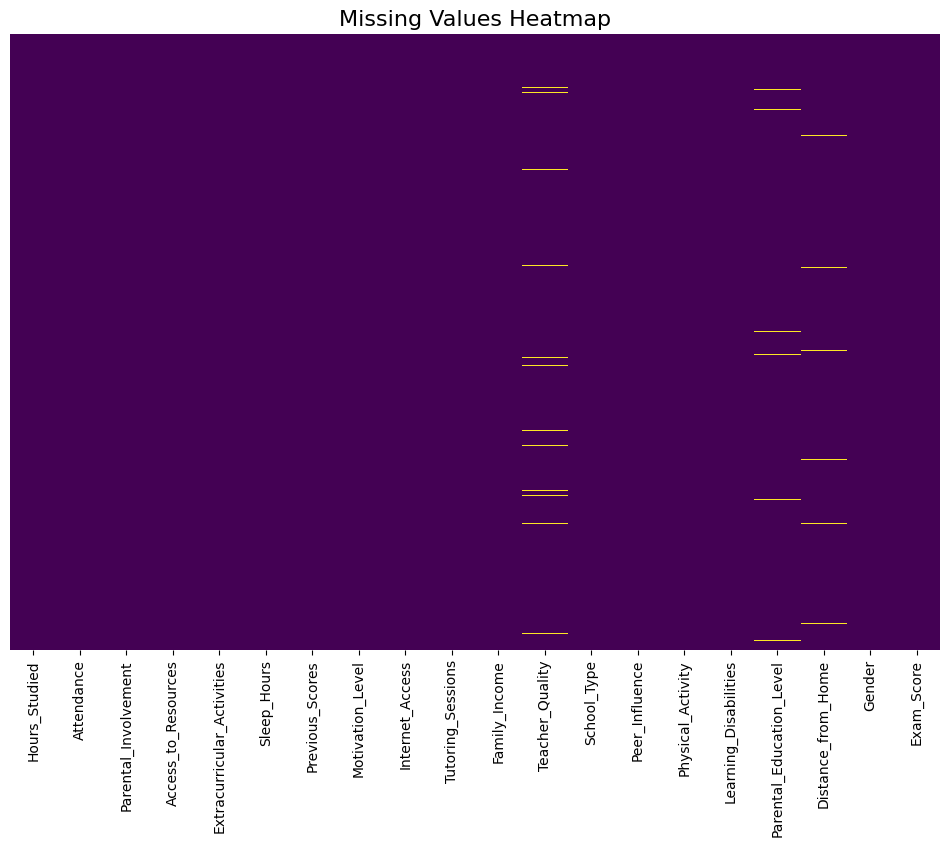 Missing Values Heatmap
Hours_Studied
Attendance
Parental_Involvement
Access_to_Resources
Extracurricular_Activities
Sleep_Hours
Previous_Scores
Motivation_Level
Internet_Access
Tutoring_Sessions
Family_Income
Teacher_Quality
School_Type
Peer_Influence
Physical_Activity
Learning_Disabilities
Parental_Education_Level
Distance_from_Home
Gender
Exam_Score